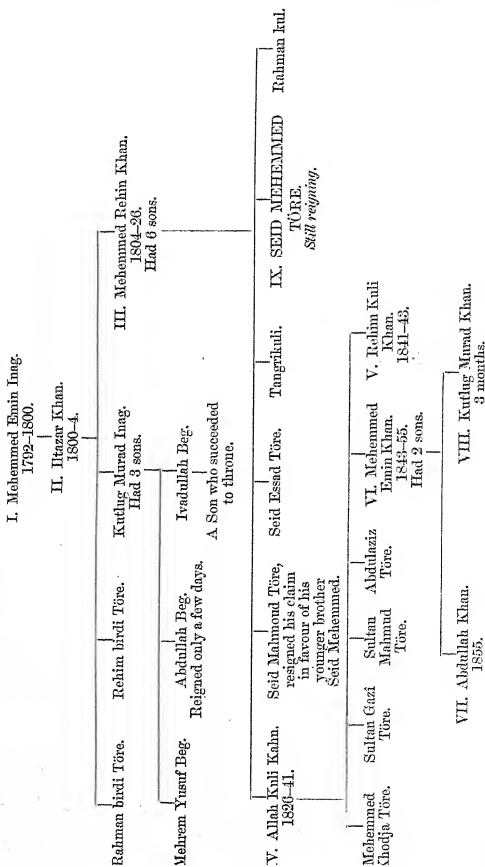 I. Mehemmed Emin Inag.
1792–1800.
II. Iltazar Khan.
1800–4.
Rahman birdi Töre.
Rehim birdi Töre.
Kutlug Murad Inag.
Had 3 sons.
III. Mehemmed Rehin Khan.
1804–26.
Had 6 sons.
Mehrem Yusuf Beg.
Abdullah Beg.
Reigned only a few days.
Ivadullah Beg.
A Son who succeeded
to throne.
IV. Allah Kuli Kahn.
1826–41.
Seid Mahmoud Töre,
resigned his claim
in favour of his
younger brother
Seid Mehemmed.
Seid Essad Töre.
Tangrikuli.
IX. SEID MEHEMMED
TÖRE.
Still reigning.
Rahman kul.
Mehemmed
Khodja Töre.
Sultan Gazi
Töre.
Sultan
Mahmud
Töre.
Abdulaziz
Töre.
VI. Mehemmed
Emin Khan.
1843–55.
Had 2 sons.
V. Rehim Kuli
Khan.
1841–43.
VII. Abdullah Khan.
1855.
VIII. Kutlug Murad Khan.
3 months.